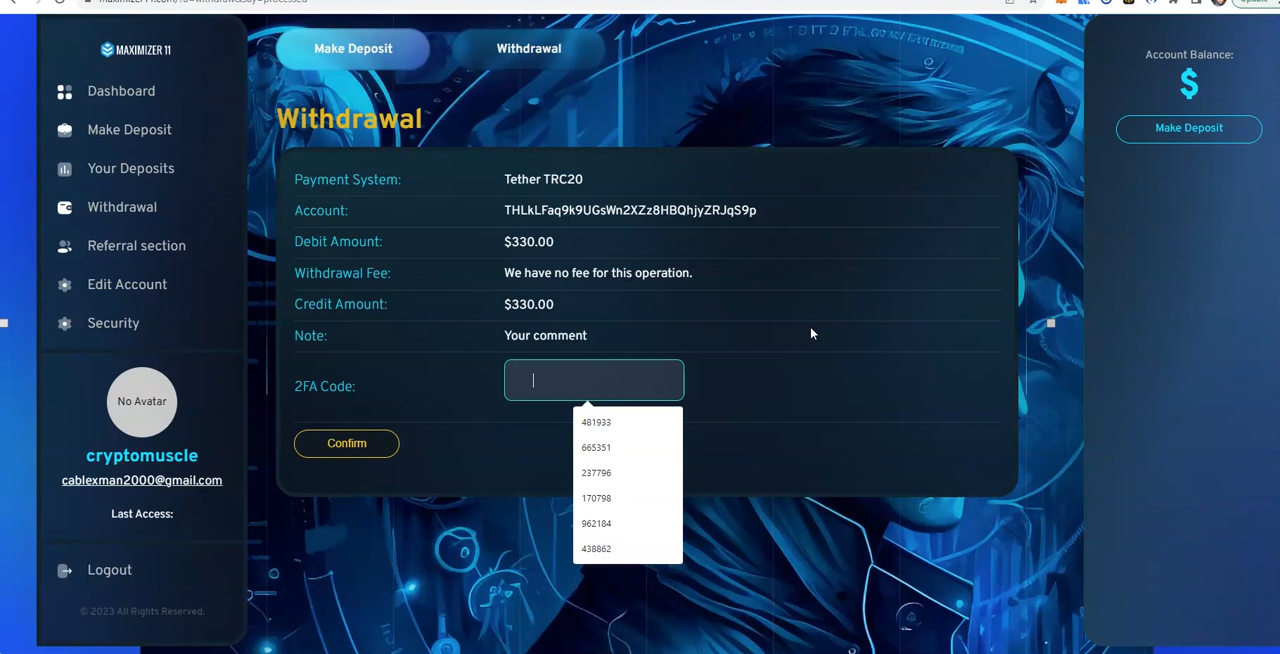 MAXIMIZER 11
Dashboard
Make Deposit
Your Deposits
Withdrawal
Referral section
Edit Account
Security
No Avatar
cryptomuscle
cablexman2000@gmail.com
Last Access:
Logout
© 2023 All Rights Reserved.
Make Deposit
Withdrawal
Withdrawal
Payment System: Tether TRC20
Account: THLkLFaq9k9UGsWn2XZz8HBQhjyZRJqS9p
Debit Amount: $330.00
Withdrawal Fee: We have no fee for this operation.
Credit Amount: $330.00
Note: Your comment
2FA Code:
481933
665351
237796
170798
962184
438862
Confirm
Account Balance:
$
Make Deposit